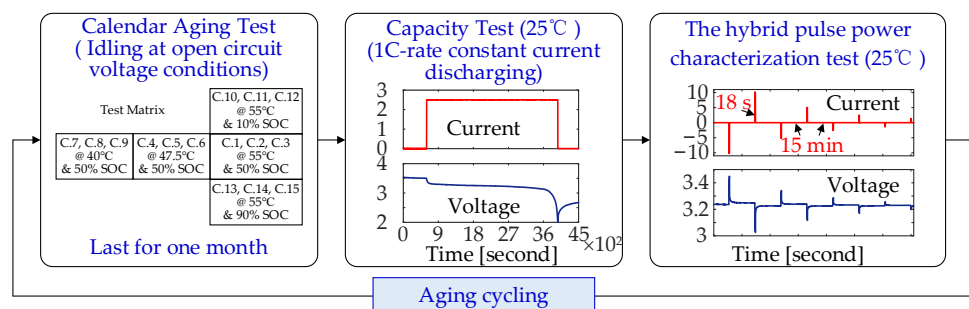 Calendar Aging Test
( Idling at open circuit
voltage conditions)
Test Matrix
C.10, C.11, C.12
@ 55°C
& 10% SOC
C.7, C.8, C.9
@ 40°C
& 50% SOC
C.4, C.5, C.6
@ 47.5°C
& 50% SOC
C.1, C.2, C.3
@ 55°C
& 50% SOC
C.13, C.14, C.15
@ 55°C
& 90% SOC
Last for one month
Capacity Test (25℃ )
(1C-rate constant current
discharging)
3
2
1
0
Current
4
3
2
Voltage
0 9 18 27 36 45
×10²
Time [second]
The hybrid pulse power
characterization test (25℃ )
10
5
0
−5
−10
18 s
Current
15 min
3.4
3.2
3
Voltage
Time [second]
Aging cycling